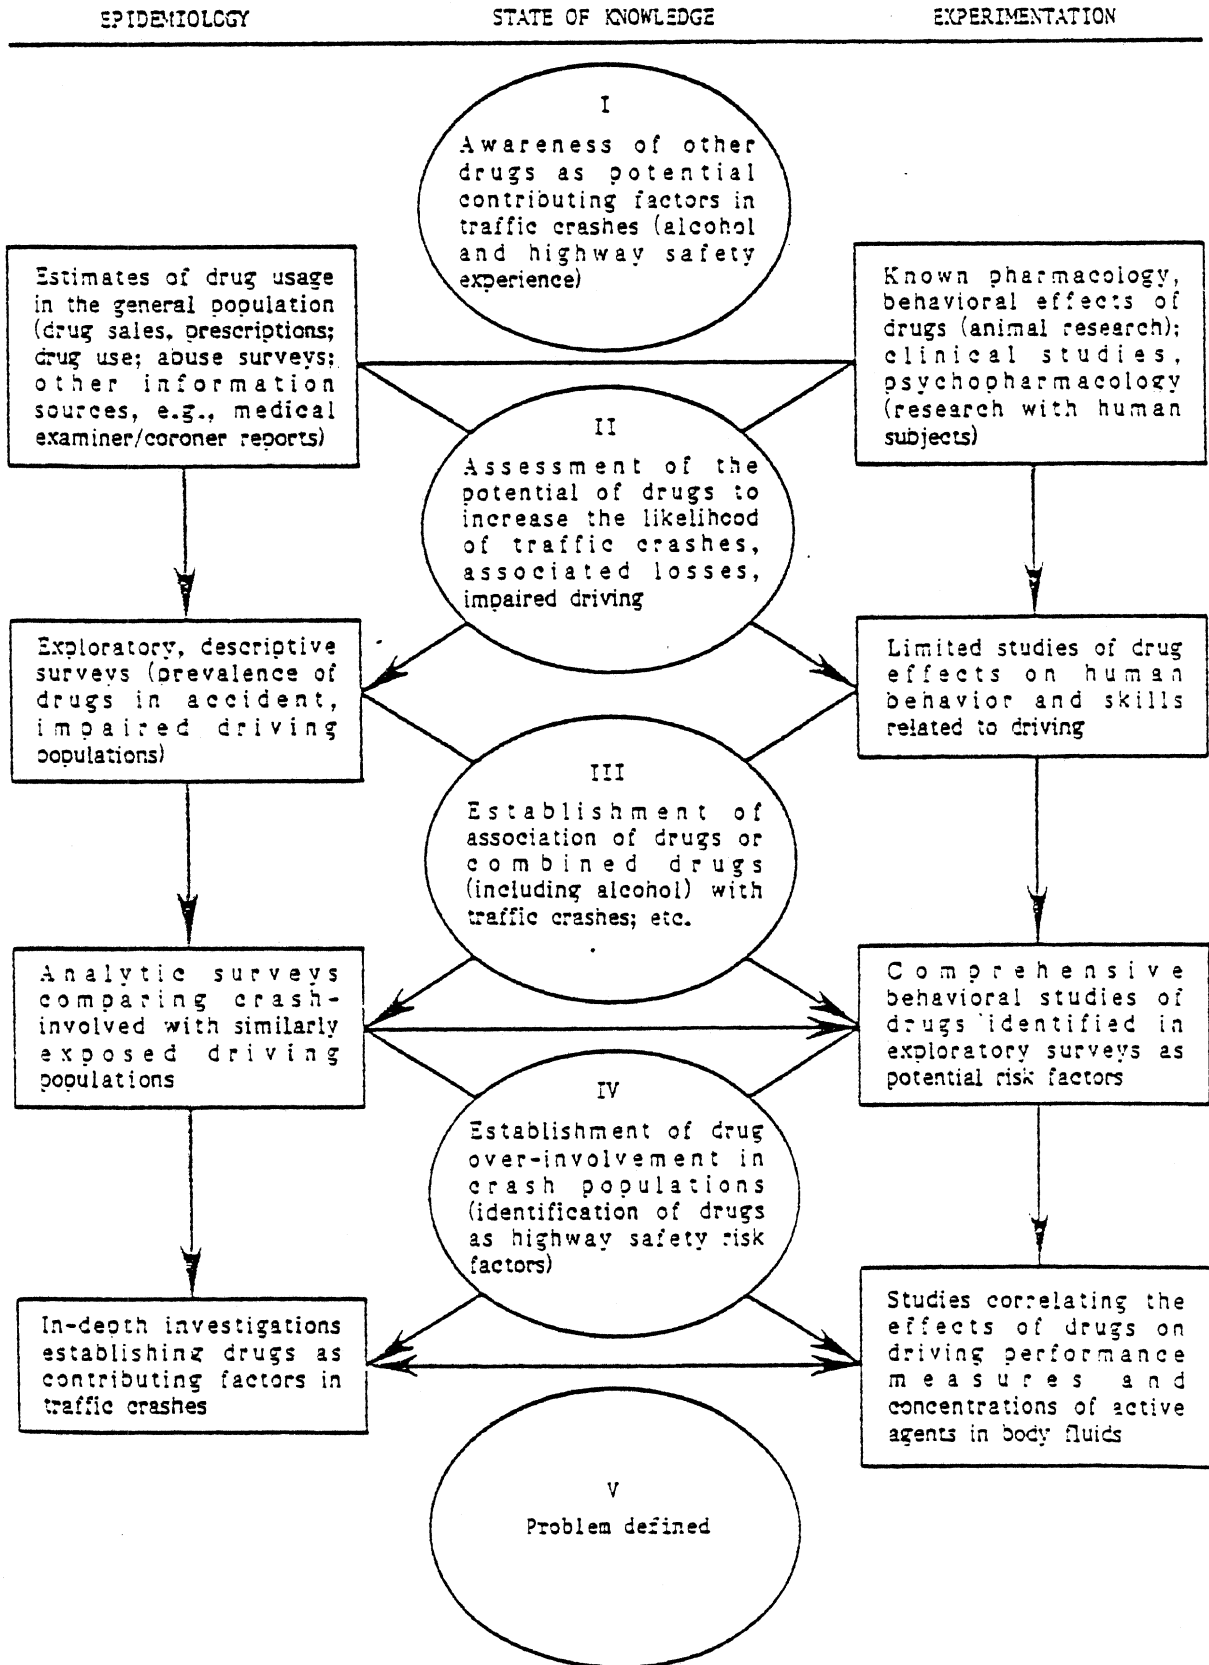 EPIDEMIOLOGY STATE OF KNOWLEDGE EXPERIMENTATION
I
Awareness of other
drugs as potential
contributing factors in
traffic crashes (alcohol
and highway safety
experience)
Estimates of drug usage
in the general population
(drug sales, prescriptions;
drug use; abuse surveys;
other information
sources, e.g., medical
examiner/coroner reports)
Known pharmacology,
behavioral effects of
drugs (animal research);
clinical studies,
psychopharmacology
(research with human
subjects)
II
Assessment of the
potential of drugs to
increase the likelihood
of traffic crashes,
associated losses,
impaired driving
Exploratory, descriptive
surveys (prevalence of
drugs in accident,
impaired driving
populations)
Limited studies of drug
effects on human
behavior and skills
related to driving
III
Establishment of
association of drugs or
combined drugs
(including alcohol) with
traffic crashes; etc.
Analytic surveys
comparing crash-
involved with similarly
exposed driving
populations
Comprehensive
behavioral studies of
drugs identified in
exploratory surveys as
potential risk factors
IV
Establishment of drug
over-involvement in
crash populations
(identification of drugs
as highway safety risk
factors)
In-depth investigations
establishing drugs as
contributing factors in
traffic crashes
Studies correlating the
effects of drugs on
driving performance
measures and
concentrations of active
agents in body fluids
V
Problem defined